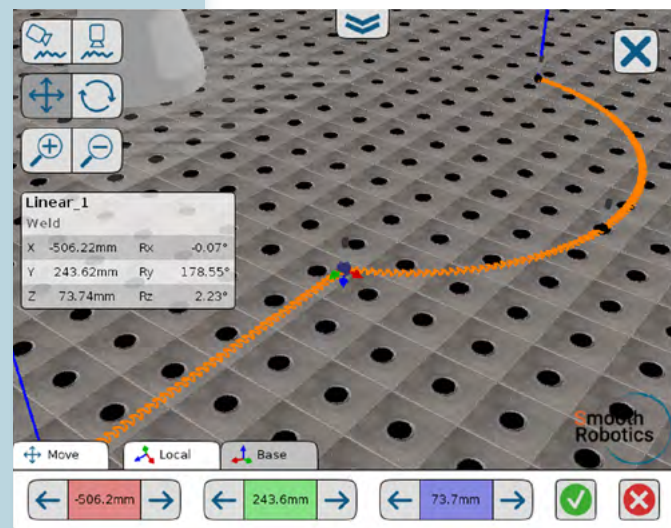 Linear_1
Weld
X -506.22mm Rx -0.07°
Y 243.62mm Ry 178.55°
Z 73.74mm Rz 2.23°
Smooth
Robotics
Move Local Base
-506.2mm 243.6mm 73.7mm